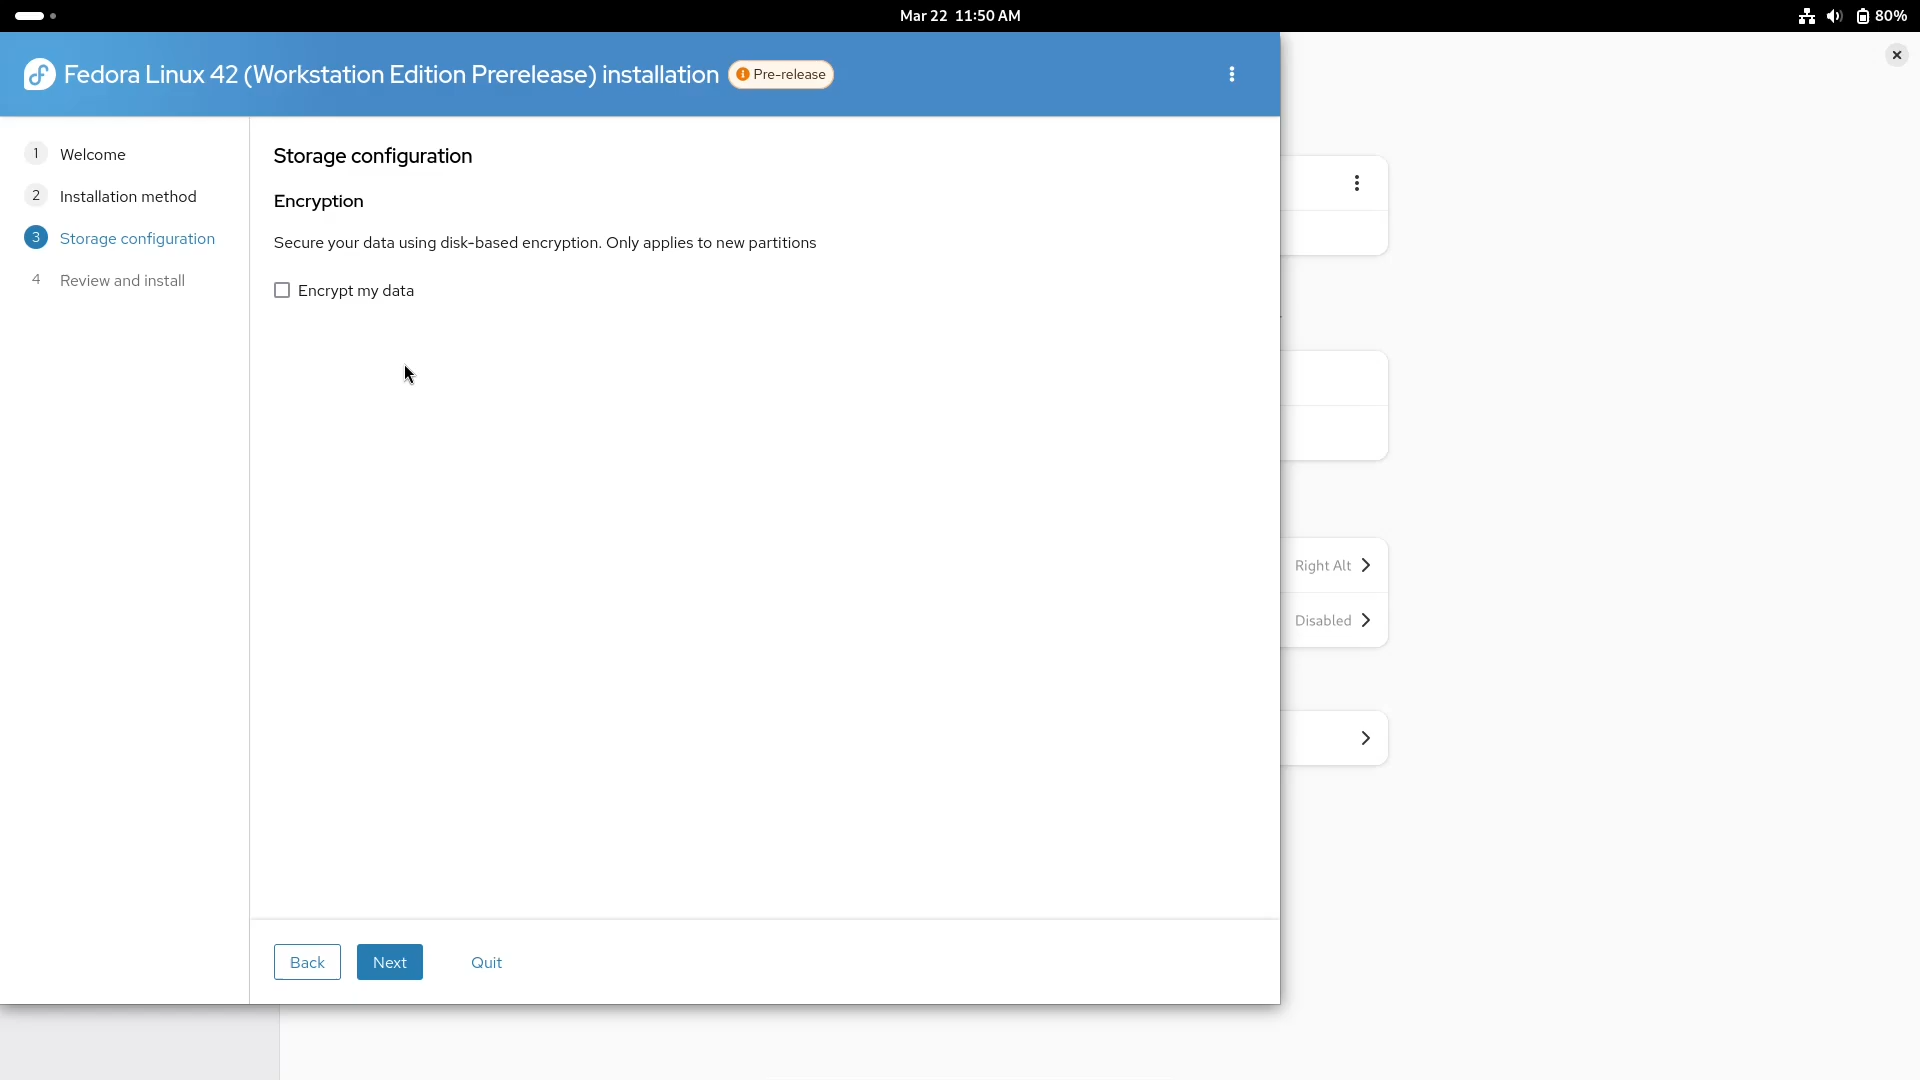 Mar 22 11:50 AM
80%
Fedora Linux 42 (Workstation Edition Prerelease) installation
Pre-release
1 Welcome
2 Installation method
3 Storage configuration
4 Review and install
Storage configuration
Encryption
Secure your data using disk-based encryption. Only applies to new partitions
Encrypt my data
Back
Next
Quit
Right Alt
Disabled